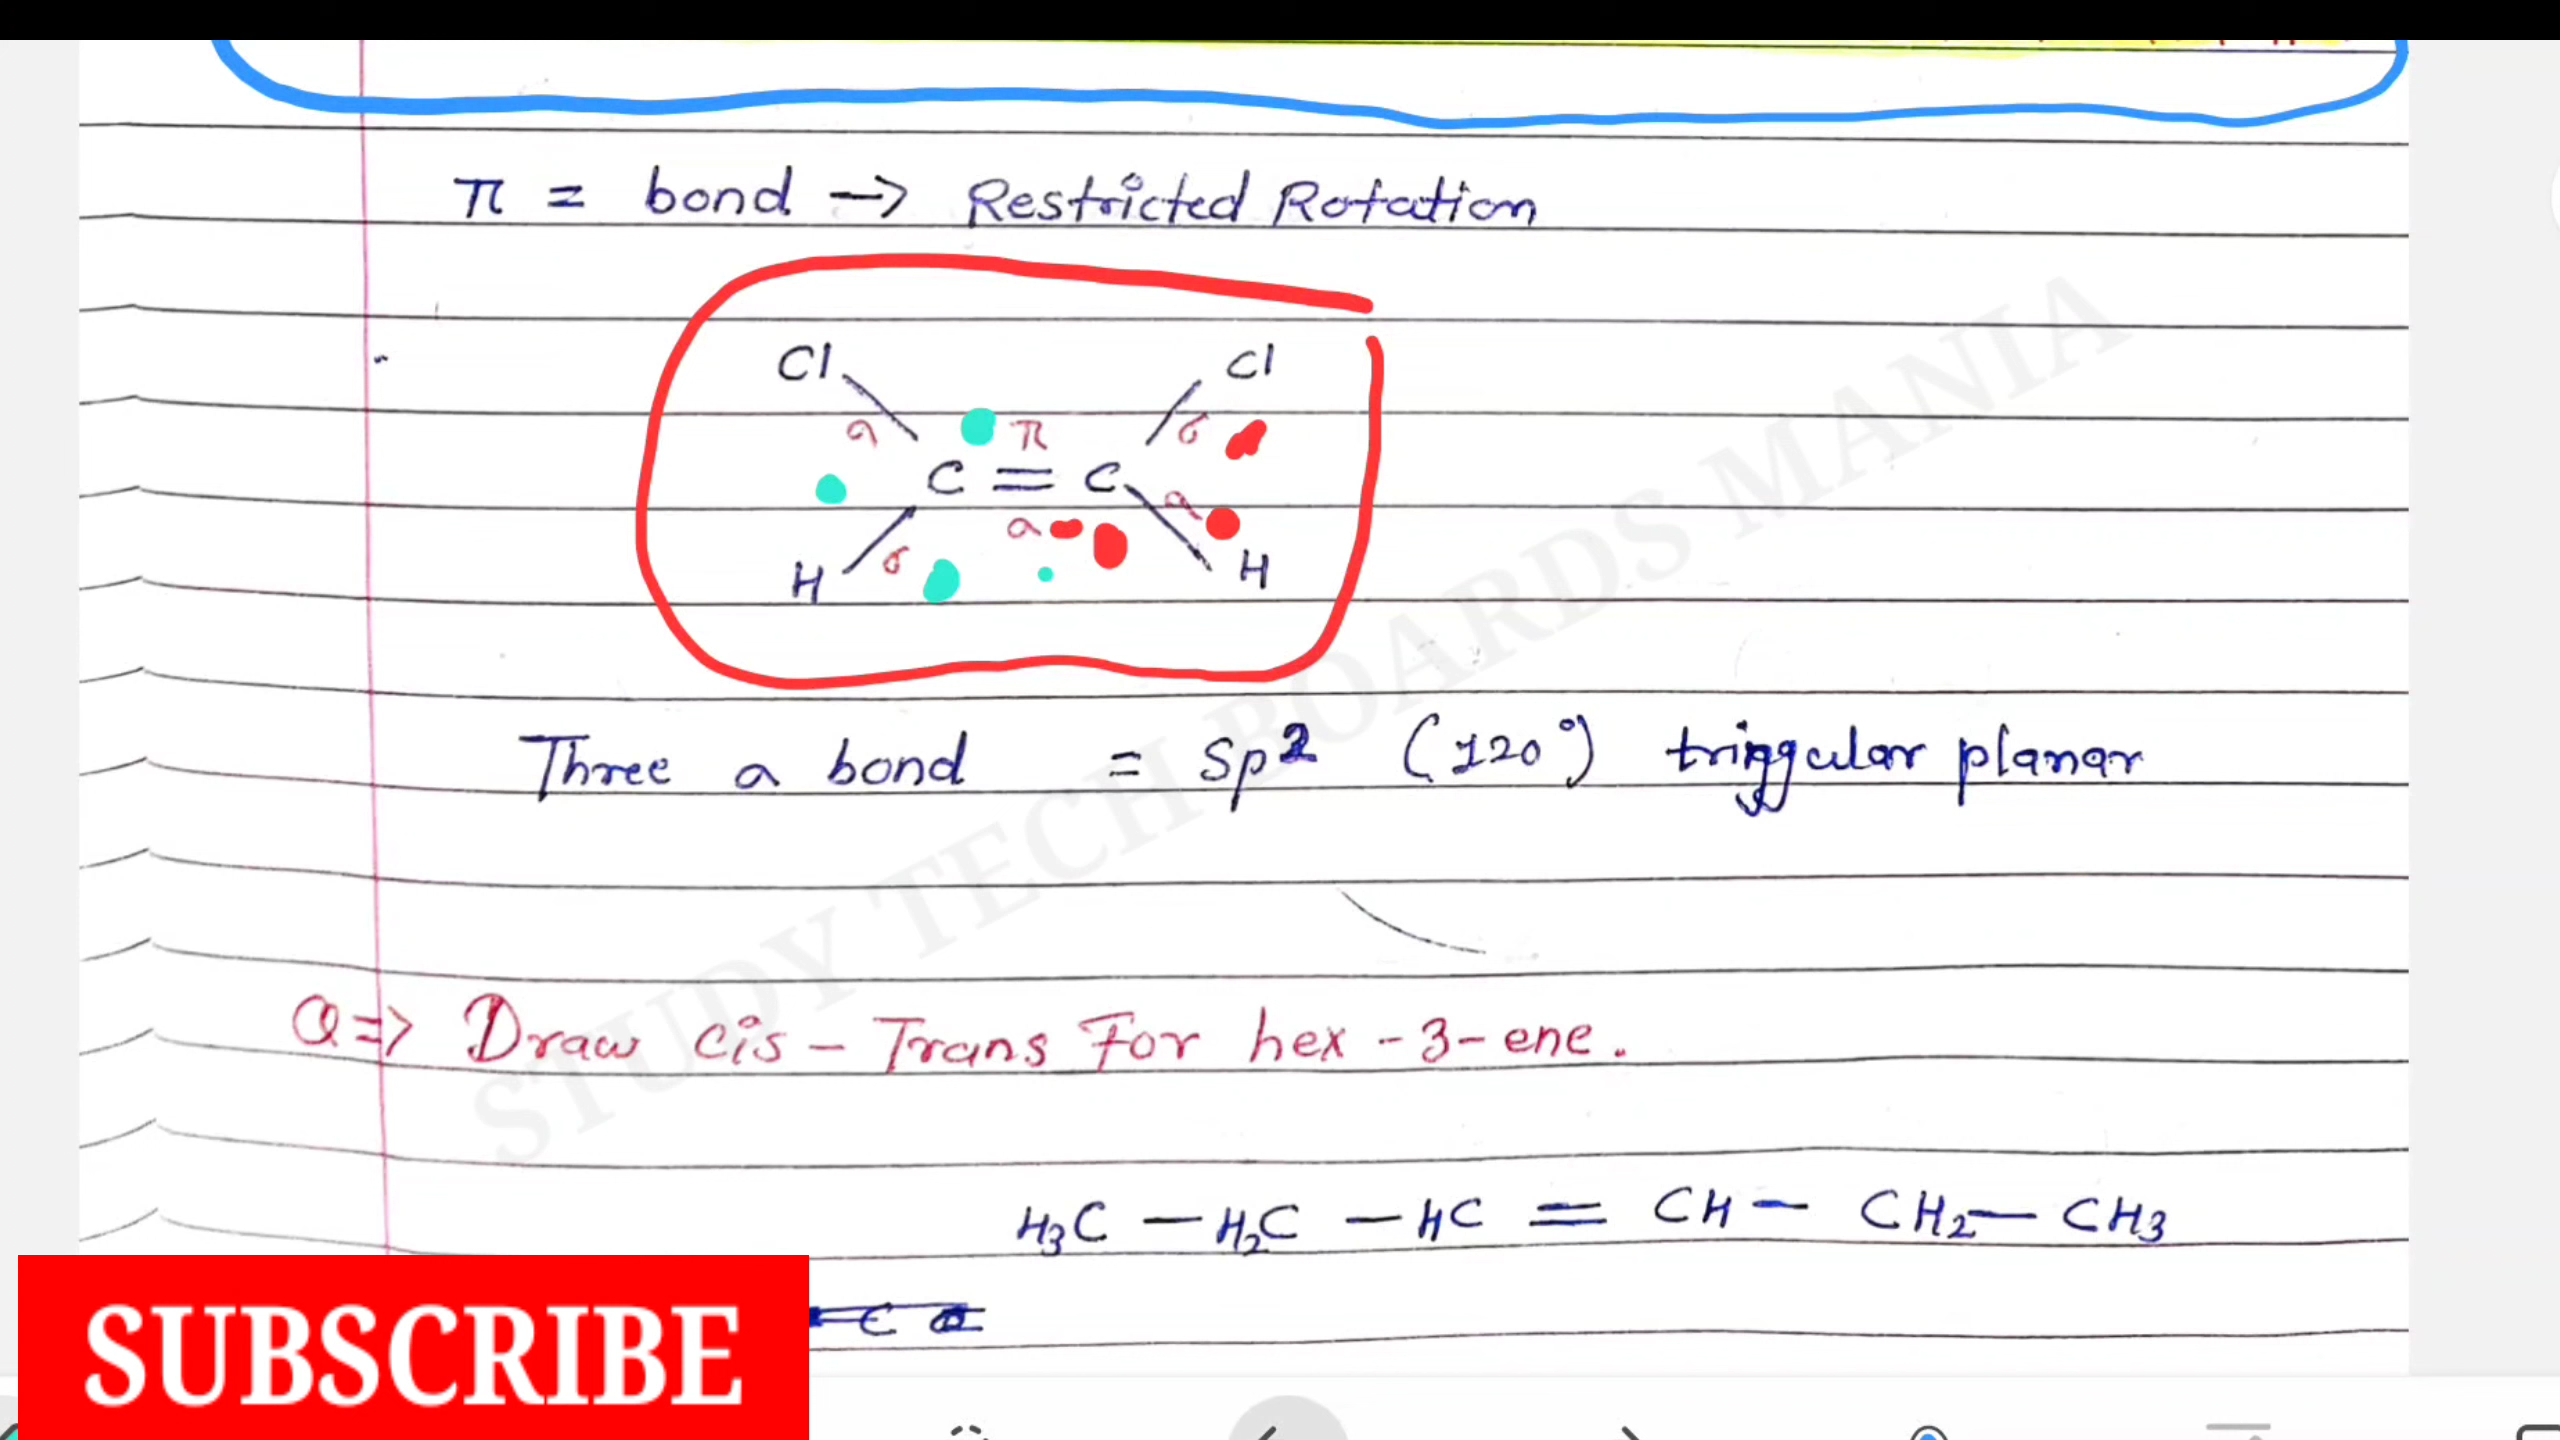 π = bond → Restricted Rotation
Cl Cl
σ π σ
C = C
σ σ
H σ H
Three σ bond = Sp2 (120°) triggular planar
Q⇒ Draw cis - Trans For hex - 3 - ene.
H3C — H2C — HC = CH — CH2 — CH3
SUBSCRIBE
STUDY TECH BOARDS MANIA